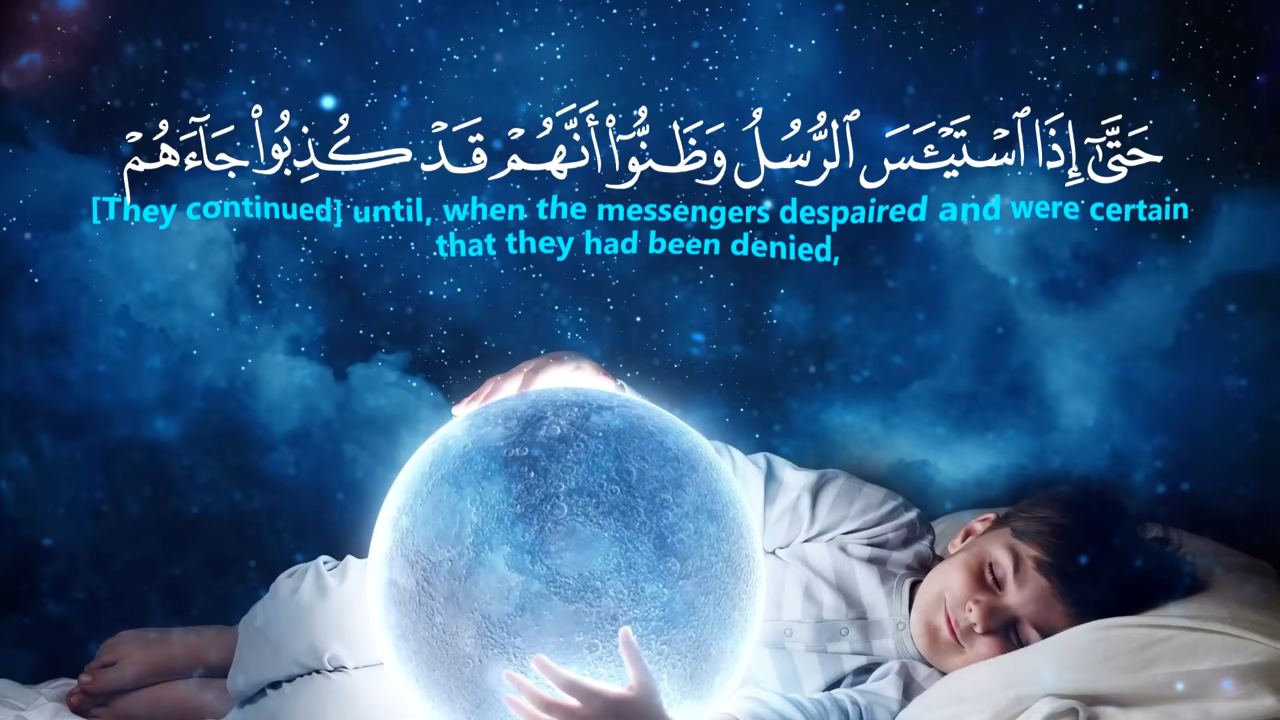 حَتَّىٰٓ إِذَا ٱسْتَيْـَٔسَ ٱلرُّسُلُ وَظَنُّوٓا۟ أَنَّهُمْ قَدْ كُذِبُوا۟ جَآءَهُمْ
[They continued] until, when the messengers despaired and were certain
that they had been denied,